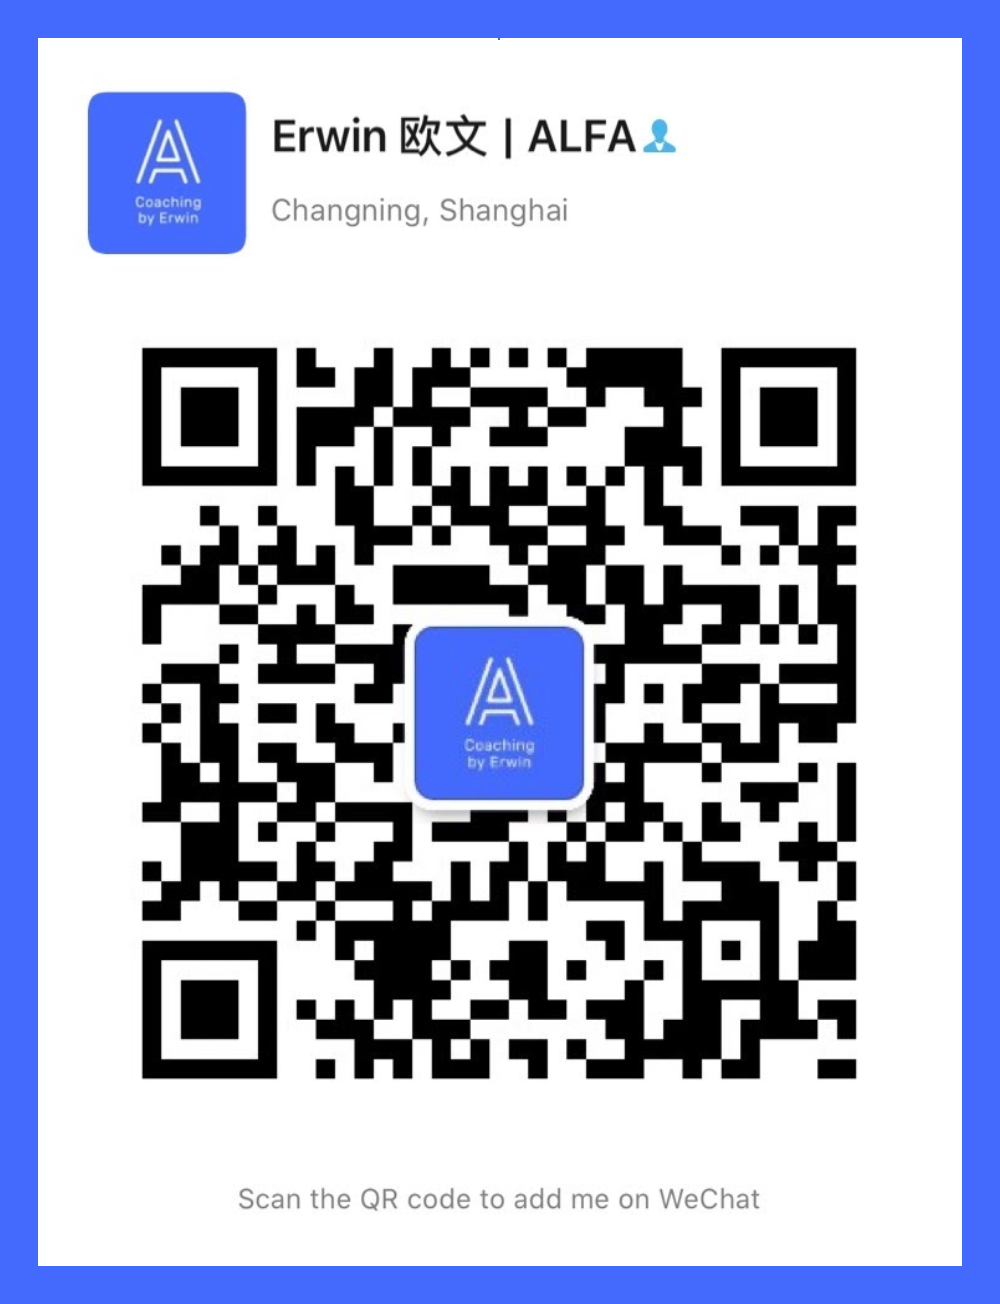 Coaching
by Erwin
Erwin 欧文 | ALFA👤
Changning, Shanghai
Coaching
by Erwin
Scan the QR code to add me on WeChat